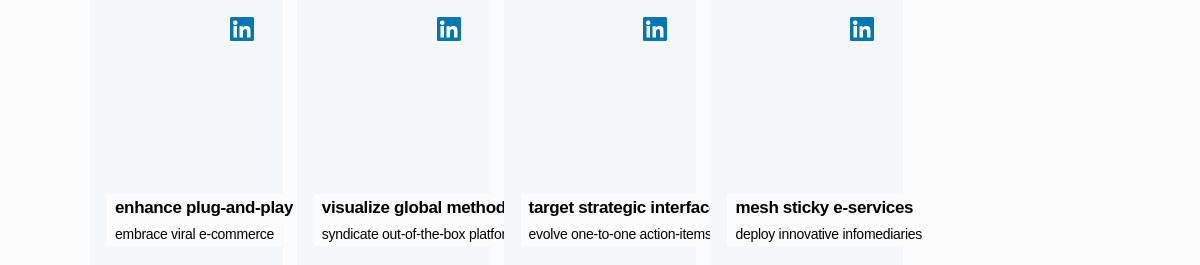 enhance plug-and-play
embrace viral e-commerce
visualize global method
syndicate out-of-the-box platfor
target strategic interfac
evolve one-to-one action-items
mesh sticky e-services
deploy innovative infomediaries